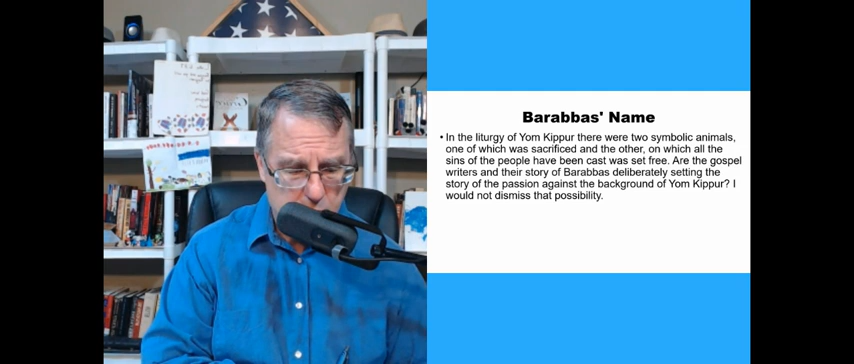 Barabbas' Name
• In the liturgy of Yom Kippur there were two symbolic animals,
one of which was sacrificed and the other, on which all the
sins of the people have been cast was set free. Are the gospel
writers and their story of Barabbas deliberately setting the
story of the passion against the background of Yom Kippur? I
would not dismiss that possibility.